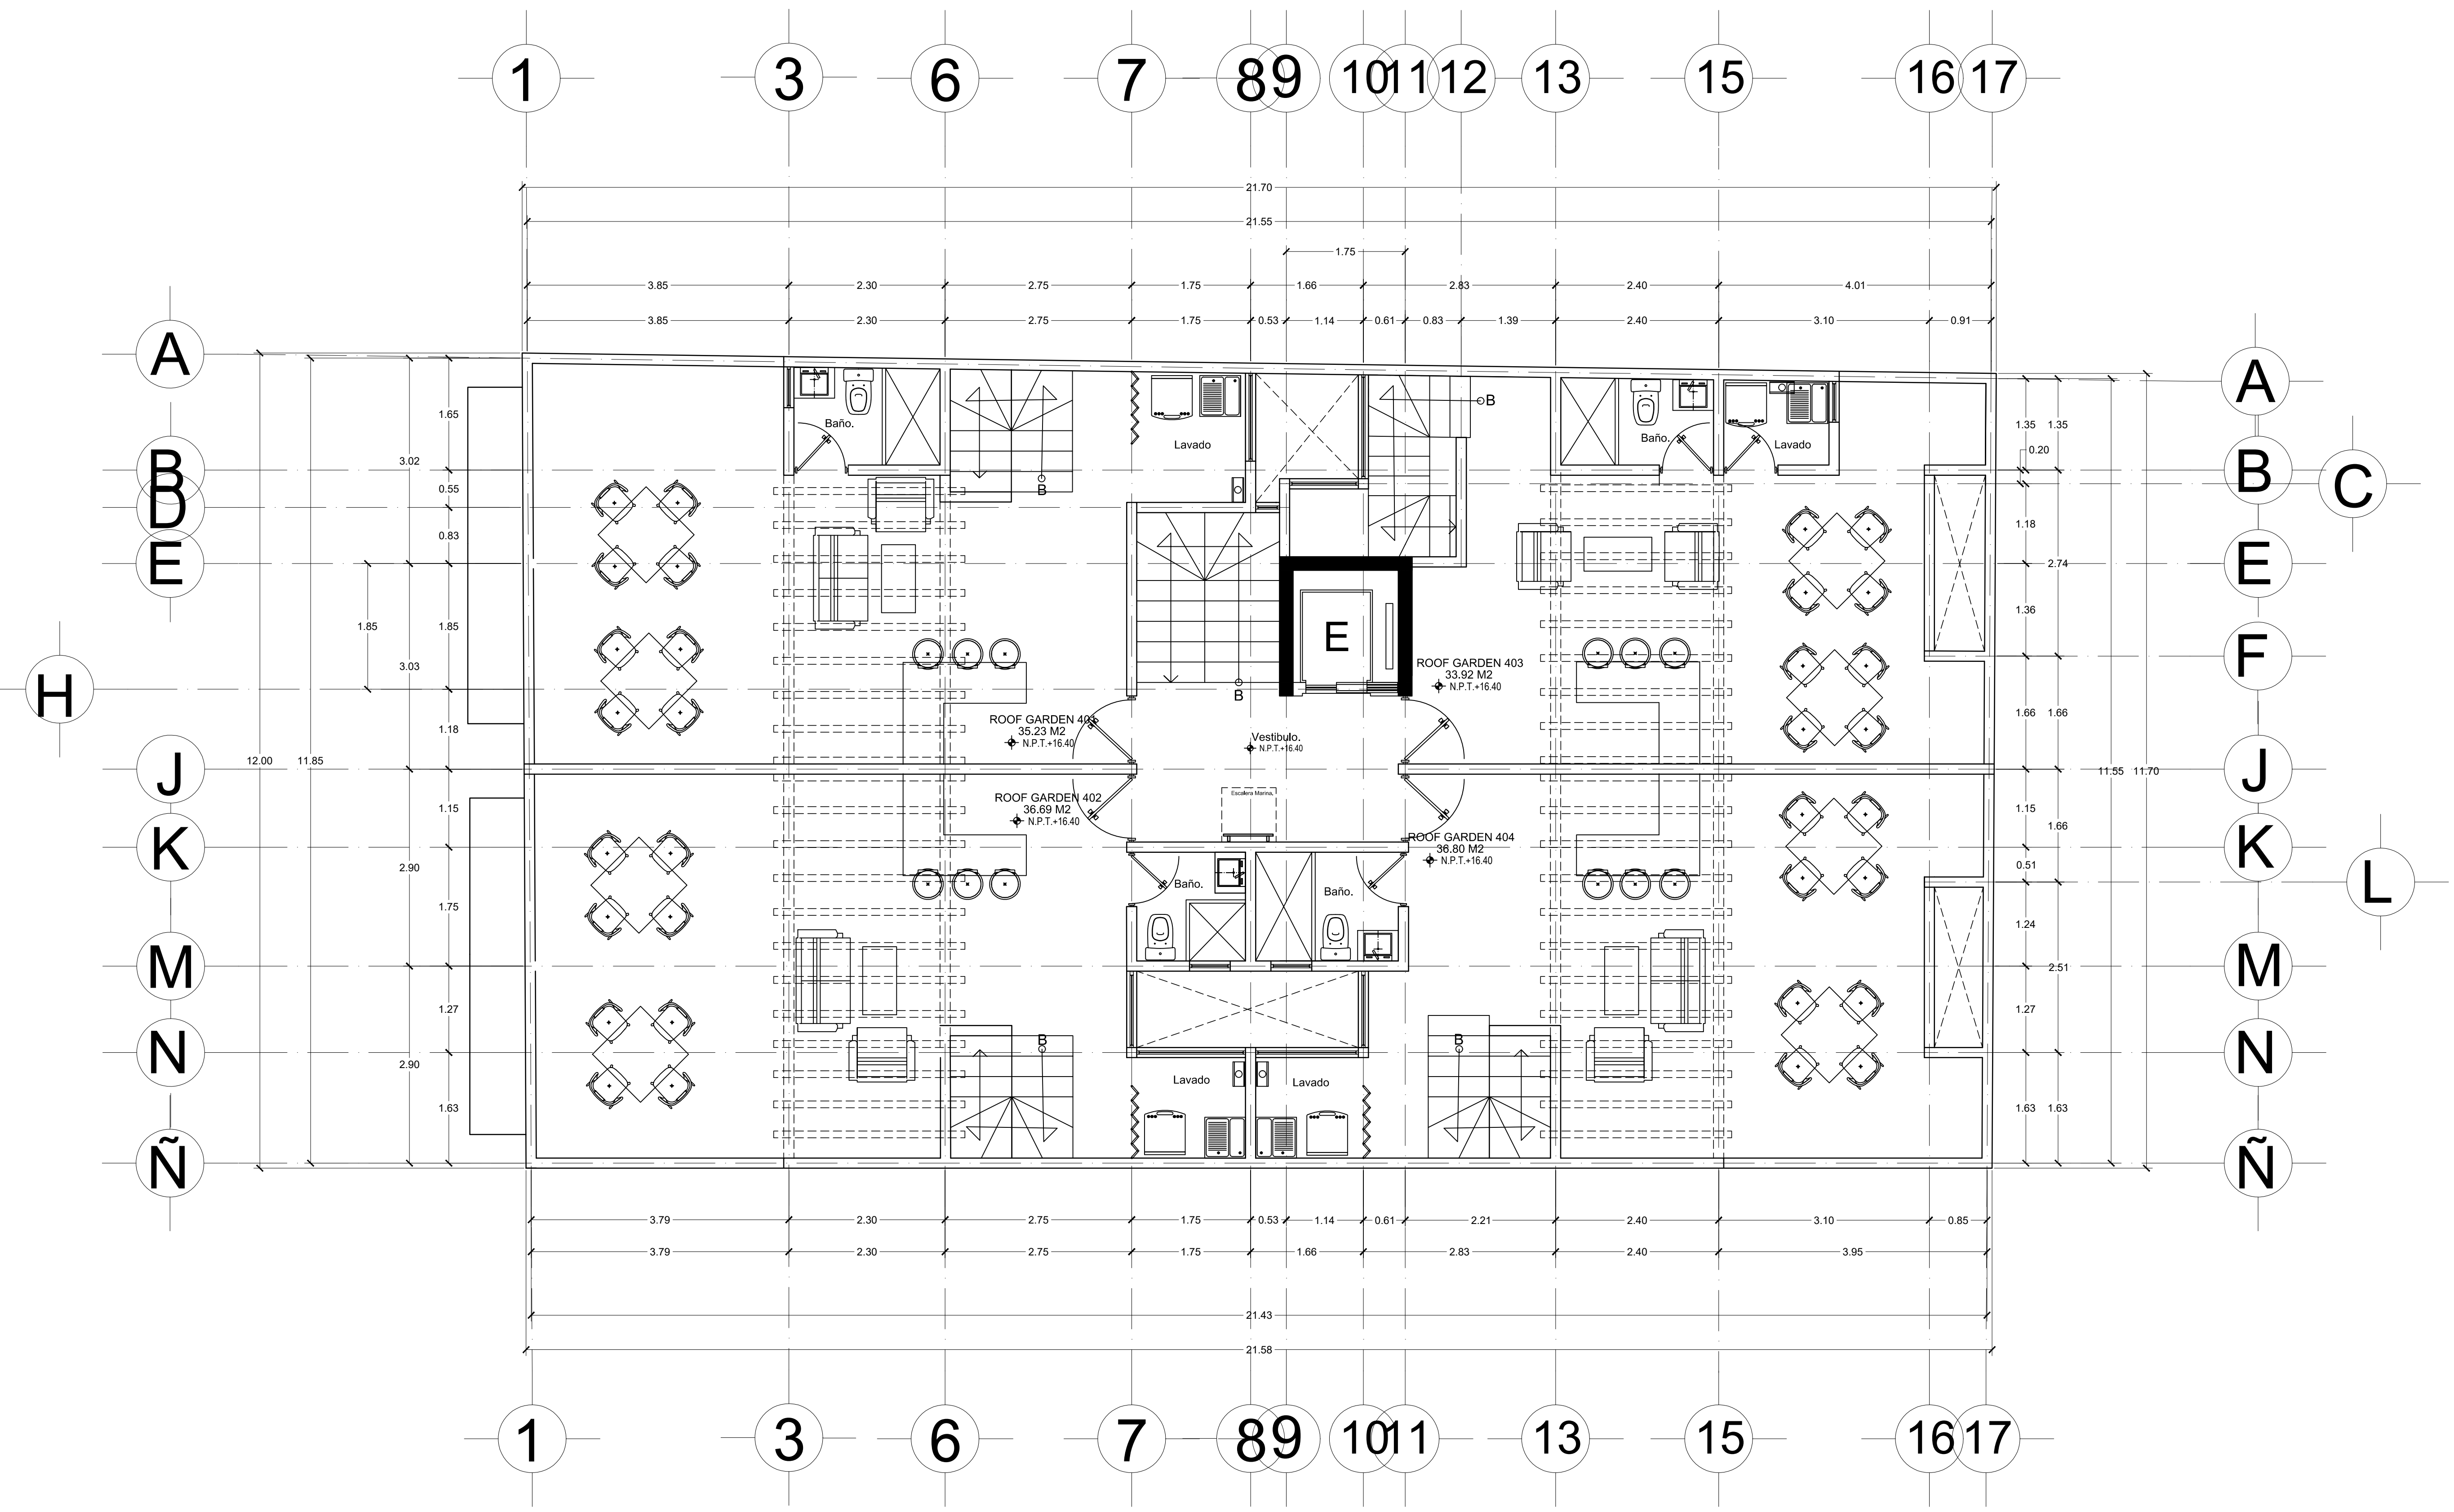 1 3 6 7 8 9 10 11 12 13 15 16 17
21.70
21.55
1.75
3.85 2.30 2.75 1.75 1.66 2.83 2.40 4.01
3.85 2.30 2.75 1.75 0.53 1.14 0.61 0.83 1.39 2.40 3.10 0.91
A
B
D
E
H
J
K
M
N
Ñ
12.00
11.85
3.02
3.03
2.90
2.90
1.85
1.65
0.55
0.83
1.85
1.18
1.15
1.75
1.27
1.63
Baño.
B
Lavado
B
Baño.
Lavado
B
E
ROOF GARDEN 401
35.23 M2
N.P.T.+16.40
Vestibulo.
N.P.T.+16.40
ROOF GARDEN 403
33.92 M2
N.P.T.+16.40
Escalera Marina,
ROOF GARDEN 402
36.69 M2
N.P.T.+16.40
ROOF GARDEN 404
36.80 M2
N.P.T.+16.40
Baño.
Baño.
B
Lavado
Lavado
B
1.35 1.35
0.20
1.18
2.74
1.36
1.66 1.66
1.15
1.66
0.51
1.24
2.51
1.27
1.63 1.63
11.55 11.70
A
B
C
E
F
J
K
L
M
N
Ñ
3.79 2.30 2.75 1.75 0.53 1.14 0.61 2.21 2.40 3.10 0.85
3.79 2.30 2.75 1.75 1.66 2.83 2.40 3.95
21.43
21.58
1 3 6 7 8 9 10 11 13 15 16 17